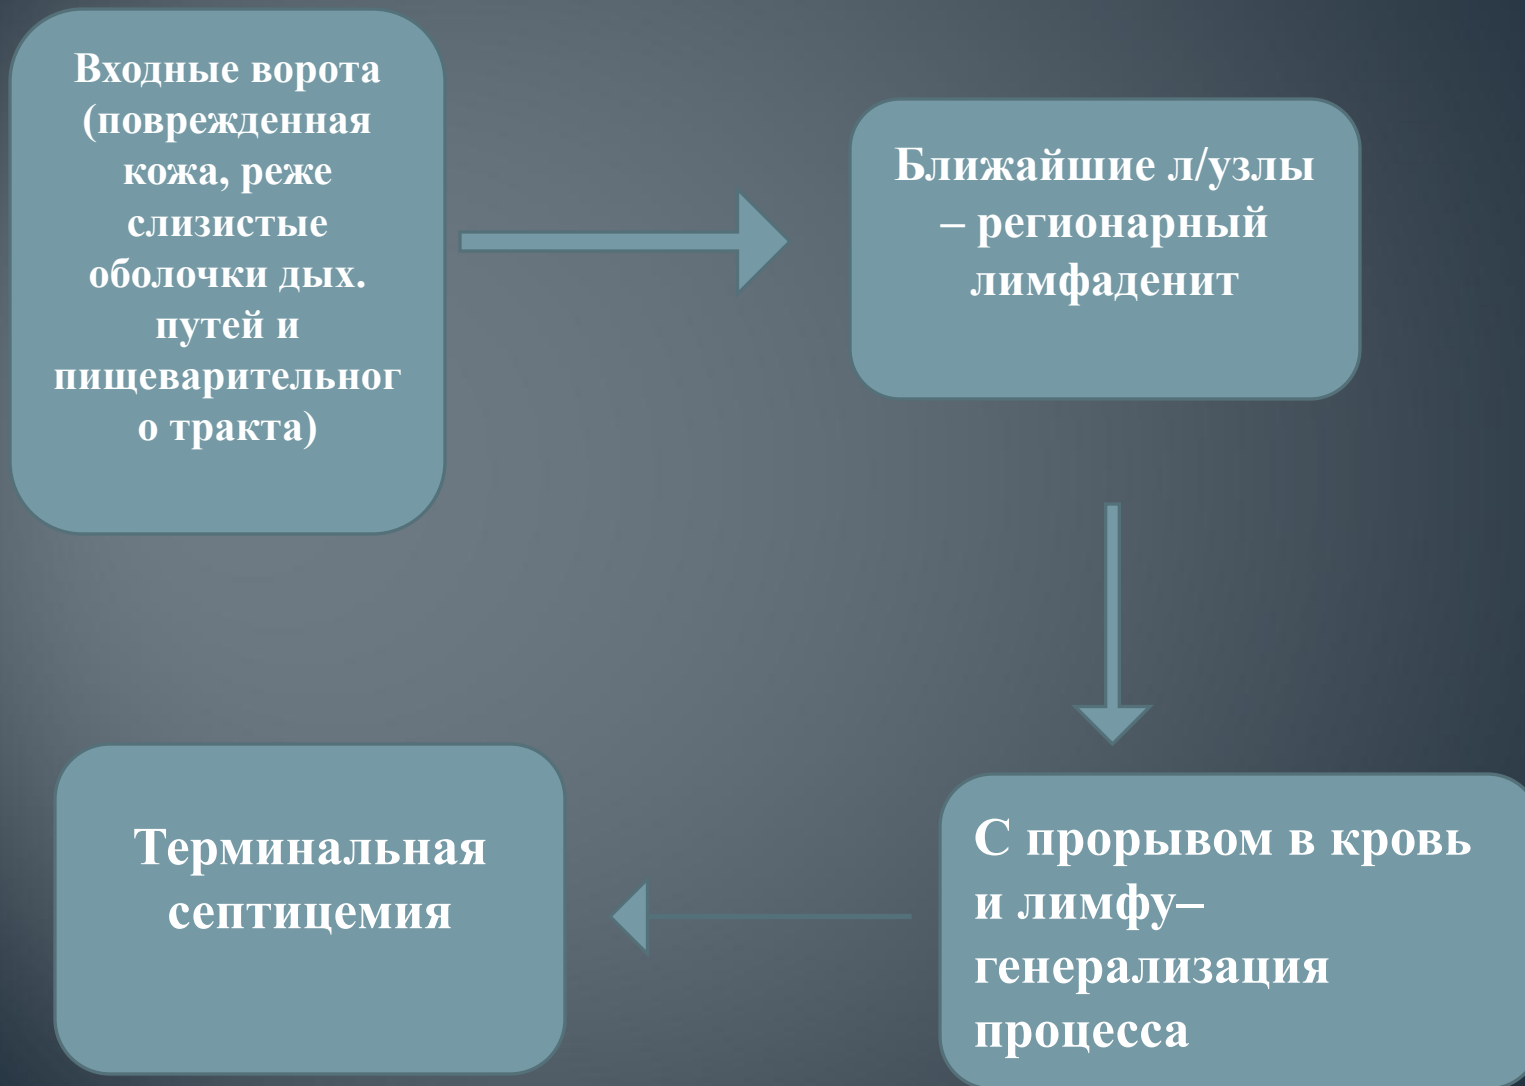 Входные ворота
(поврежденная
кожа, реже
слизистые
оболочки дых.
путей и
пищеварительног
о тракта)
Ближайшие л/узлы
– регионарный
лимфаденит
С прорывом в кровь
и лимфу–
генерализация
процесса
Терминальная
септицемия